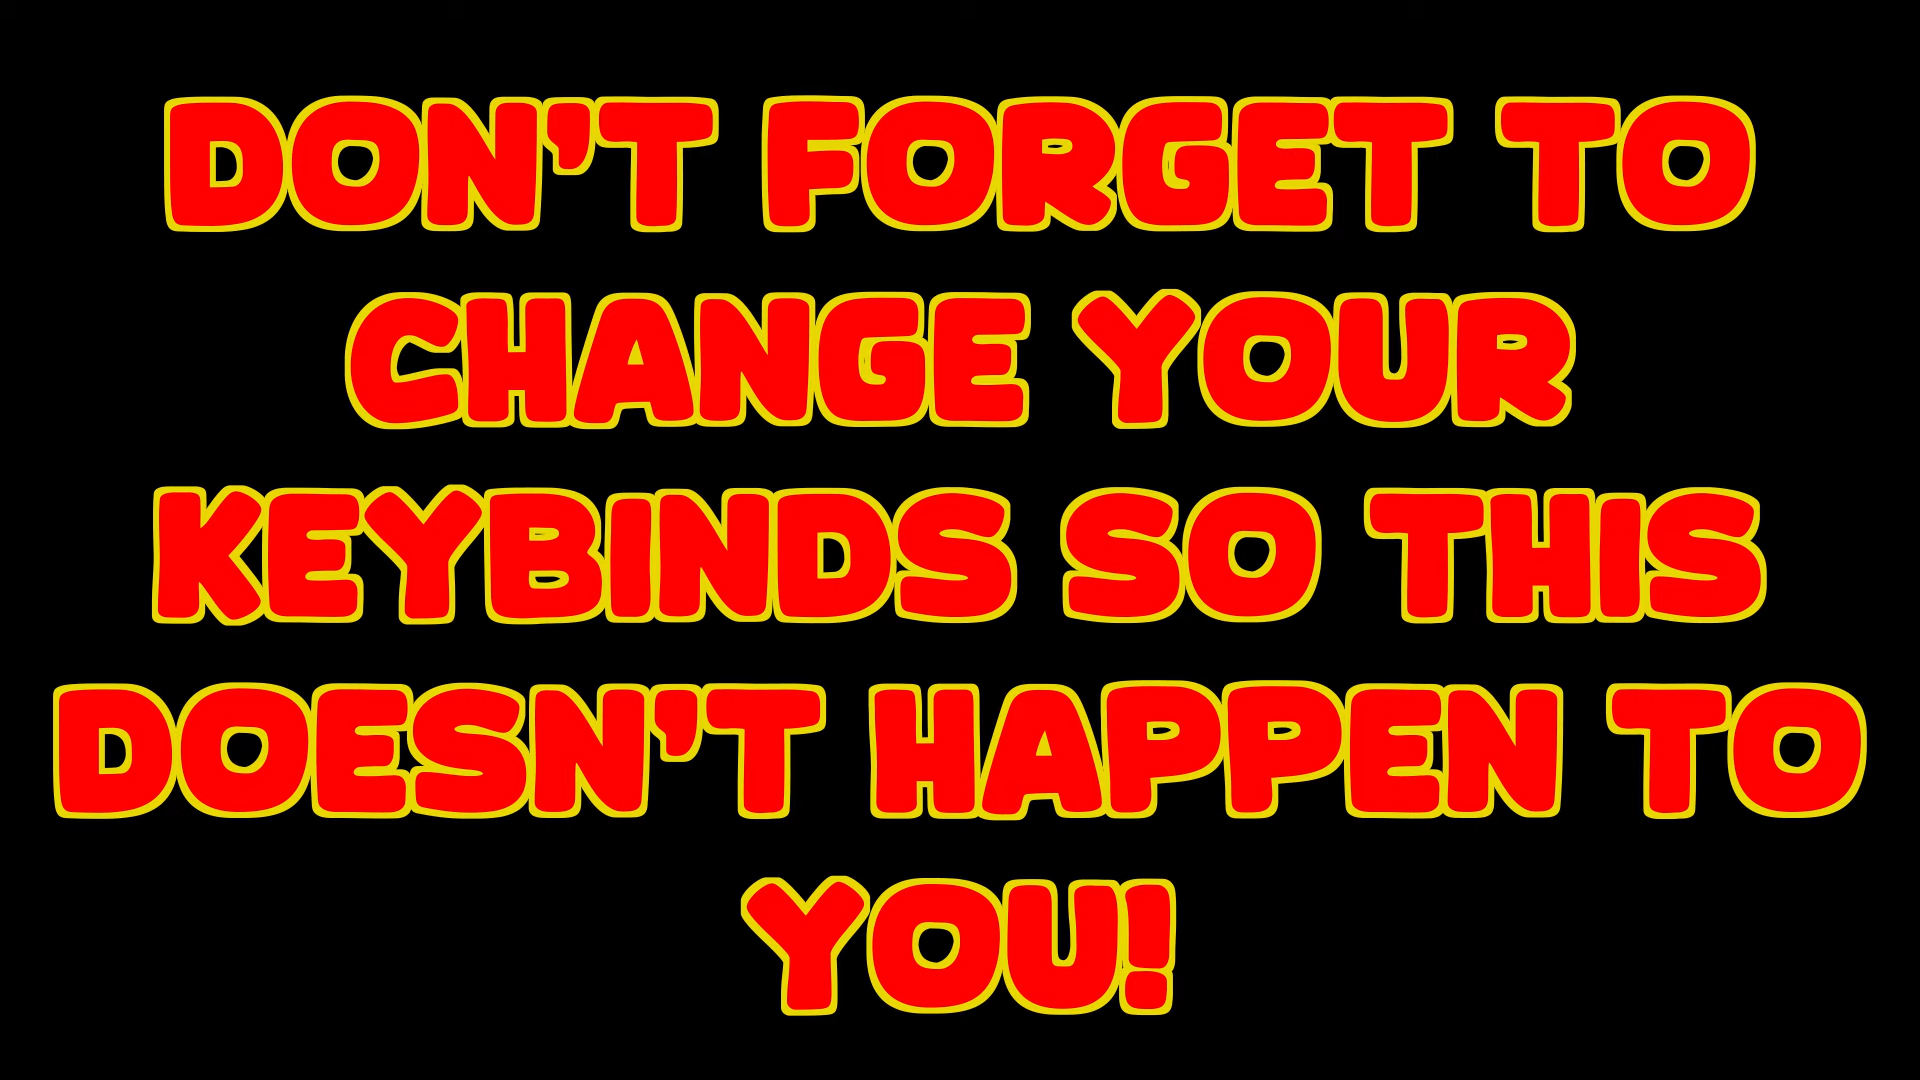 DON'T FORGET TO
CHANGE YOUR
KEYBINDS SO THIS
DOESN'T HAPPEN TO
YOU!